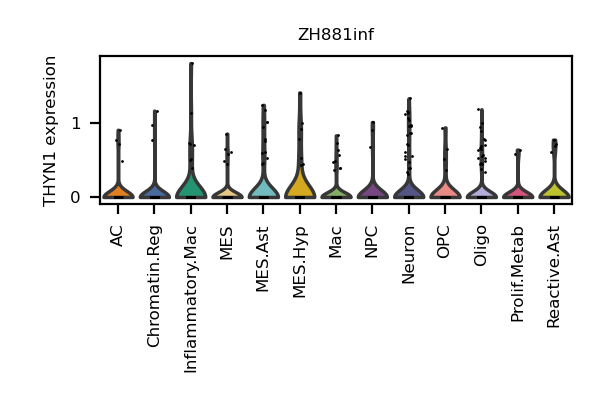 ZH881inf
THYN1 expression
1
0
AC
Chromatin.Reg
Inflammatory.Mac
MES
MES.Ast
MES.Hyp
Mac
NPC
Neuron
OPC
Oligo
Prolif.Metab
Reactive.Ast